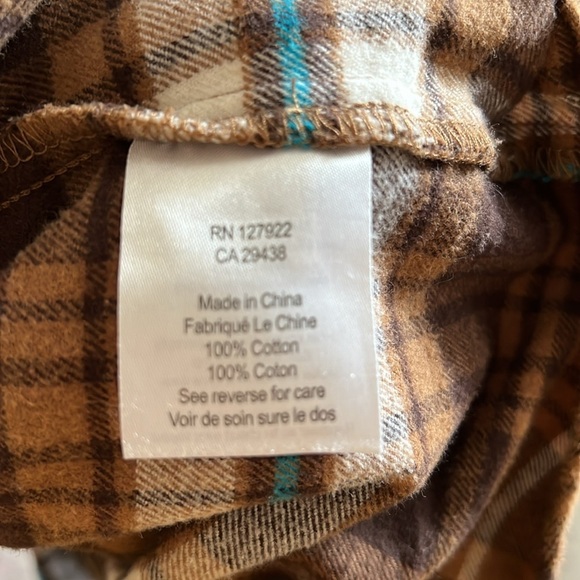 RN 127922
CA 29438
Made in China
Fabriqué Le Chine
100% Cotton
100% Coton
See reverse for care
Voir de soin sure le dos